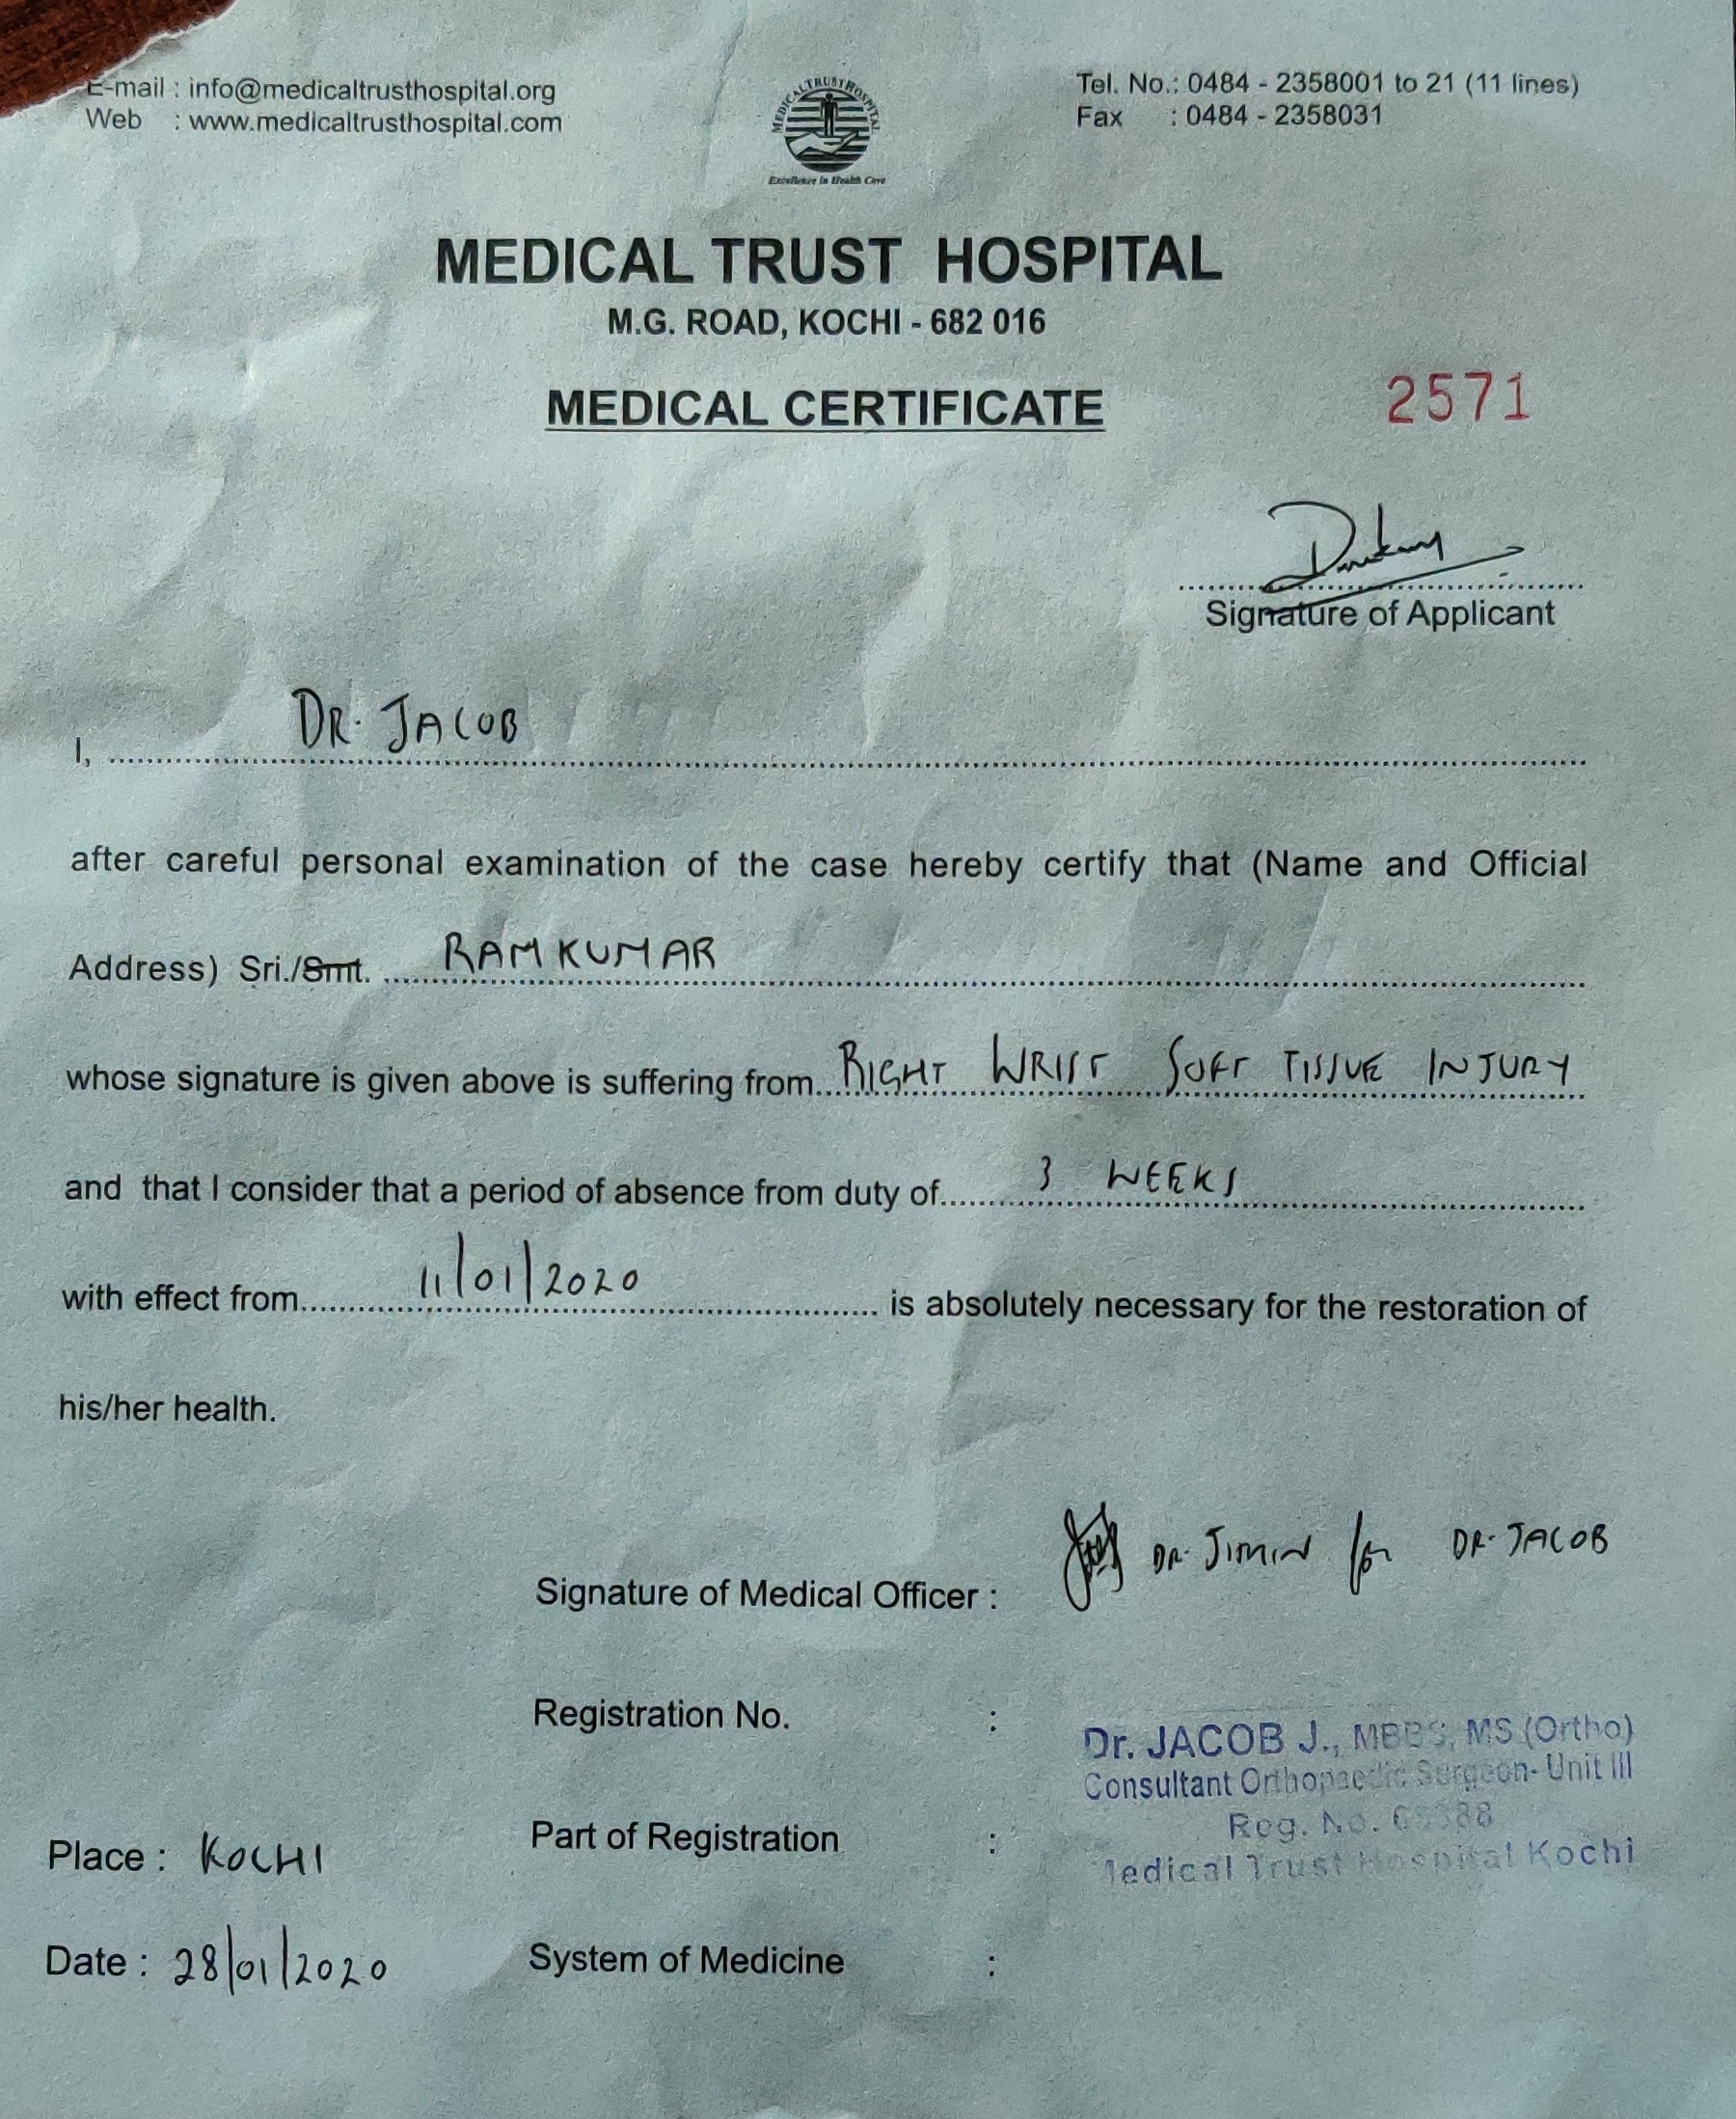 E-mail : info@medicaltrusthospital.org
Web : www.medicaltrusthospital.com
MEDICAL TRUST HOSPITAL
Excellence in Health Care
Tel. No.: 0484 - 2358001 to 21 (11 lines)
Fax : 0484 - 2358031
MEDICAL TRUST HOSPITAL
M.G. ROAD, KOCHI - 682 016
MEDICAL CERTIFICATE
2571
Signature of Applicant
I, DR. JACOB
after careful personal examination of the case hereby certify that (Name and Official
Address) Sri./Smt. RAMKUMAR
whose signature is given above is suffering from RIGHT WRIST SOFT TISSUE INJURY
and that I consider that a period of absence from duty of 3 WEEKS
with effect from 11/01/2020 is absolutely necessary for the restoration of
his/her health.
Signature of Medical Officer : DR. JIMIN for DR. JACOB
Registration No. :
Dr. JACOB J., MBBS, MS (Ortho)
Consultant Orthopaedic Surgeon- Unit III
Reg. No.
Medical Trust Hospital Kochi
Part of Registration :
Place : KOCHI
Date : 28/01/2020
System of Medicine :